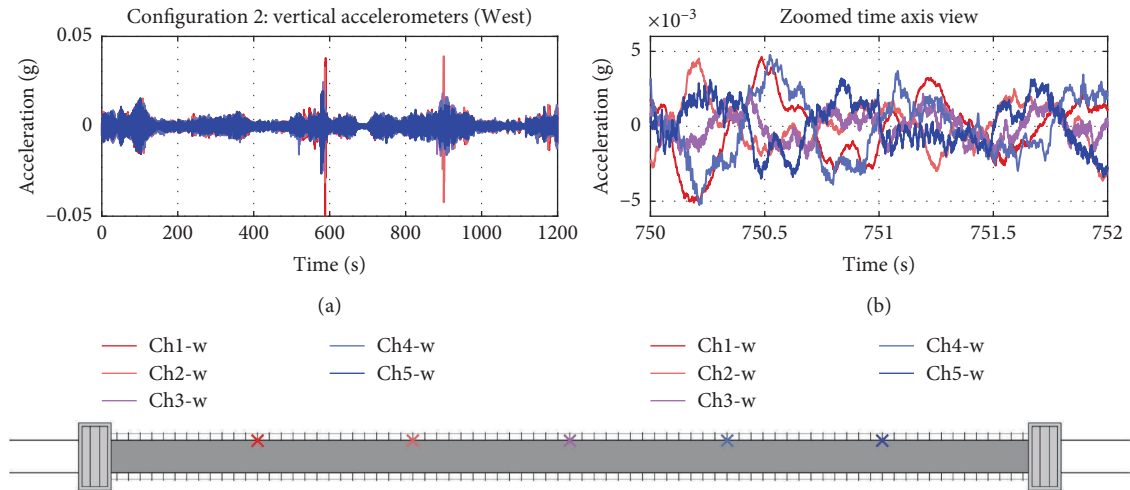 Configuration 2: vertical accelerometers (West)
0.05
0
−0.05
Acceleration (g)
0 200 400 600 800 1000 1200
Time (s)
(a)
Zoomed time axis view
×10−3
5
0
−5
Acceleration (g)
750 750.5 751 751.5 752
Time (s)
(b)
Ch1-w
Ch2-w
Ch3-w
Ch4-w
Ch5-w
Ch1-w
Ch2-w
Ch3-w
Ch4-w
Ch5-w